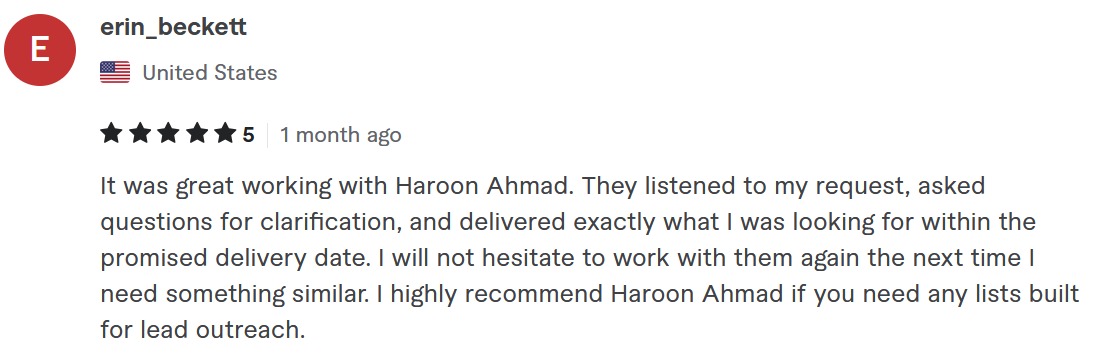 E
erin_beckett
United States
5
1 month ago
It was great working with Haroon Ahmad. They listened to my request, asked
questions for clarification, and delivered exactly what I was looking for within the
promised delivery date. I will not hesitate to work with them again the next time I
need something similar. I highly recommend Haroon Ahmad if you need any lists built
for lead outreach.